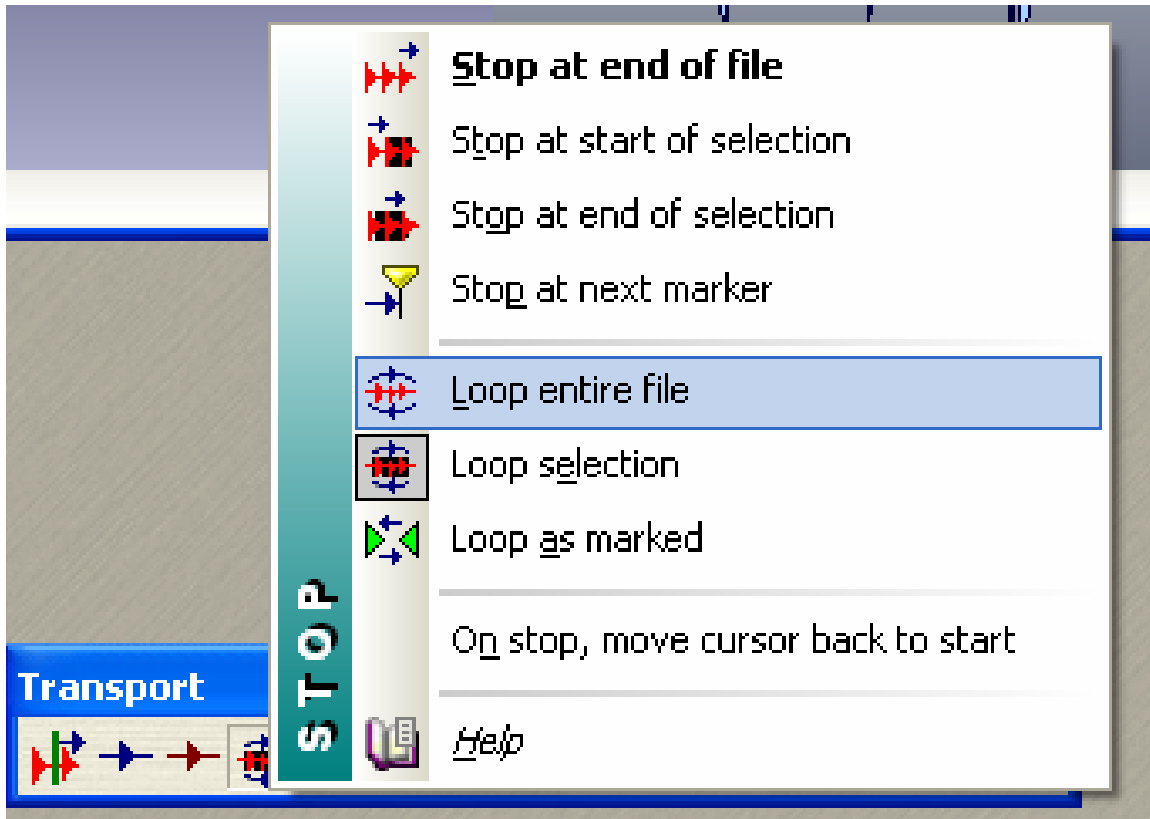 Stop at end of file
Stop at start of selection
Stop at end of selection
Stop at next marker
Loop entire file
Loop selection
Loop as marked
On stop, move cursor back to start
Help
STOP
Transport